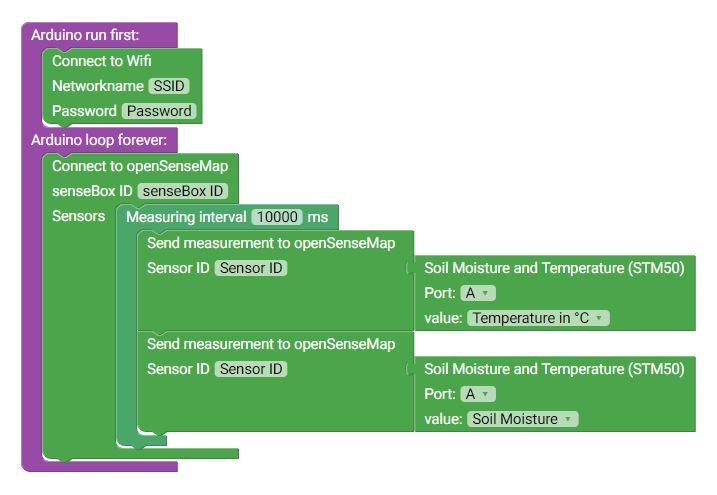 Arduino run first:
Connect to Wifi
Networkname SSID
Password Password
Arduino loop forever:
Connect to openSenseMap
senseBox ID senseBox ID
Sensors Measuring interval 10000 ms
Send measurement to openSenseMap
Sensor ID Sensor ID Soil Moisture and Temperature (STM50)
Port: A
value: Temperature in °C
Send measurement to openSenseMap
Sensor ID Sensor ID Soil Moisture and Temperature (STM50)
Port: A
value: Soil Moisture